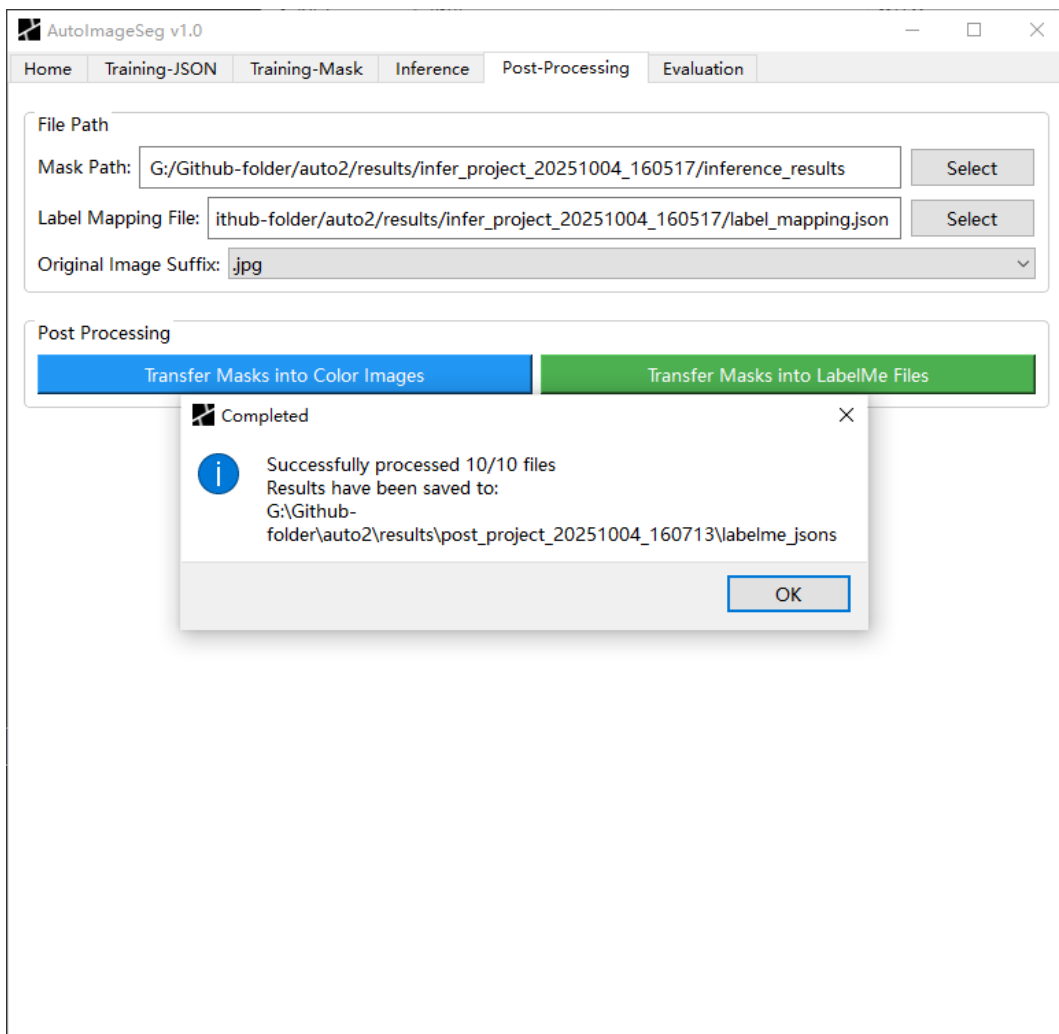 AutoImageSeg v1.0
Home Training-JSON Training-Mask Inference Post-Processing Evaluation
File Path
Mask Path: G:/Github-folder/auto2/results/infer_project_20251004_160517/inference_results Select
Label Mapping File: ithub-folder/auto2/results/infer_project_20251004_160517/label_mapping.json Select
Original Image Suffix: .jpg
Post Processing
Transfer Masks into Color Images Transfer Masks into LabelMe Files
Completed
Successfully processed 10/10 files
Results have been saved to:
G:\Github-
folder\auto2\results\post_project_20251004_160713\labelme_jsons
OK